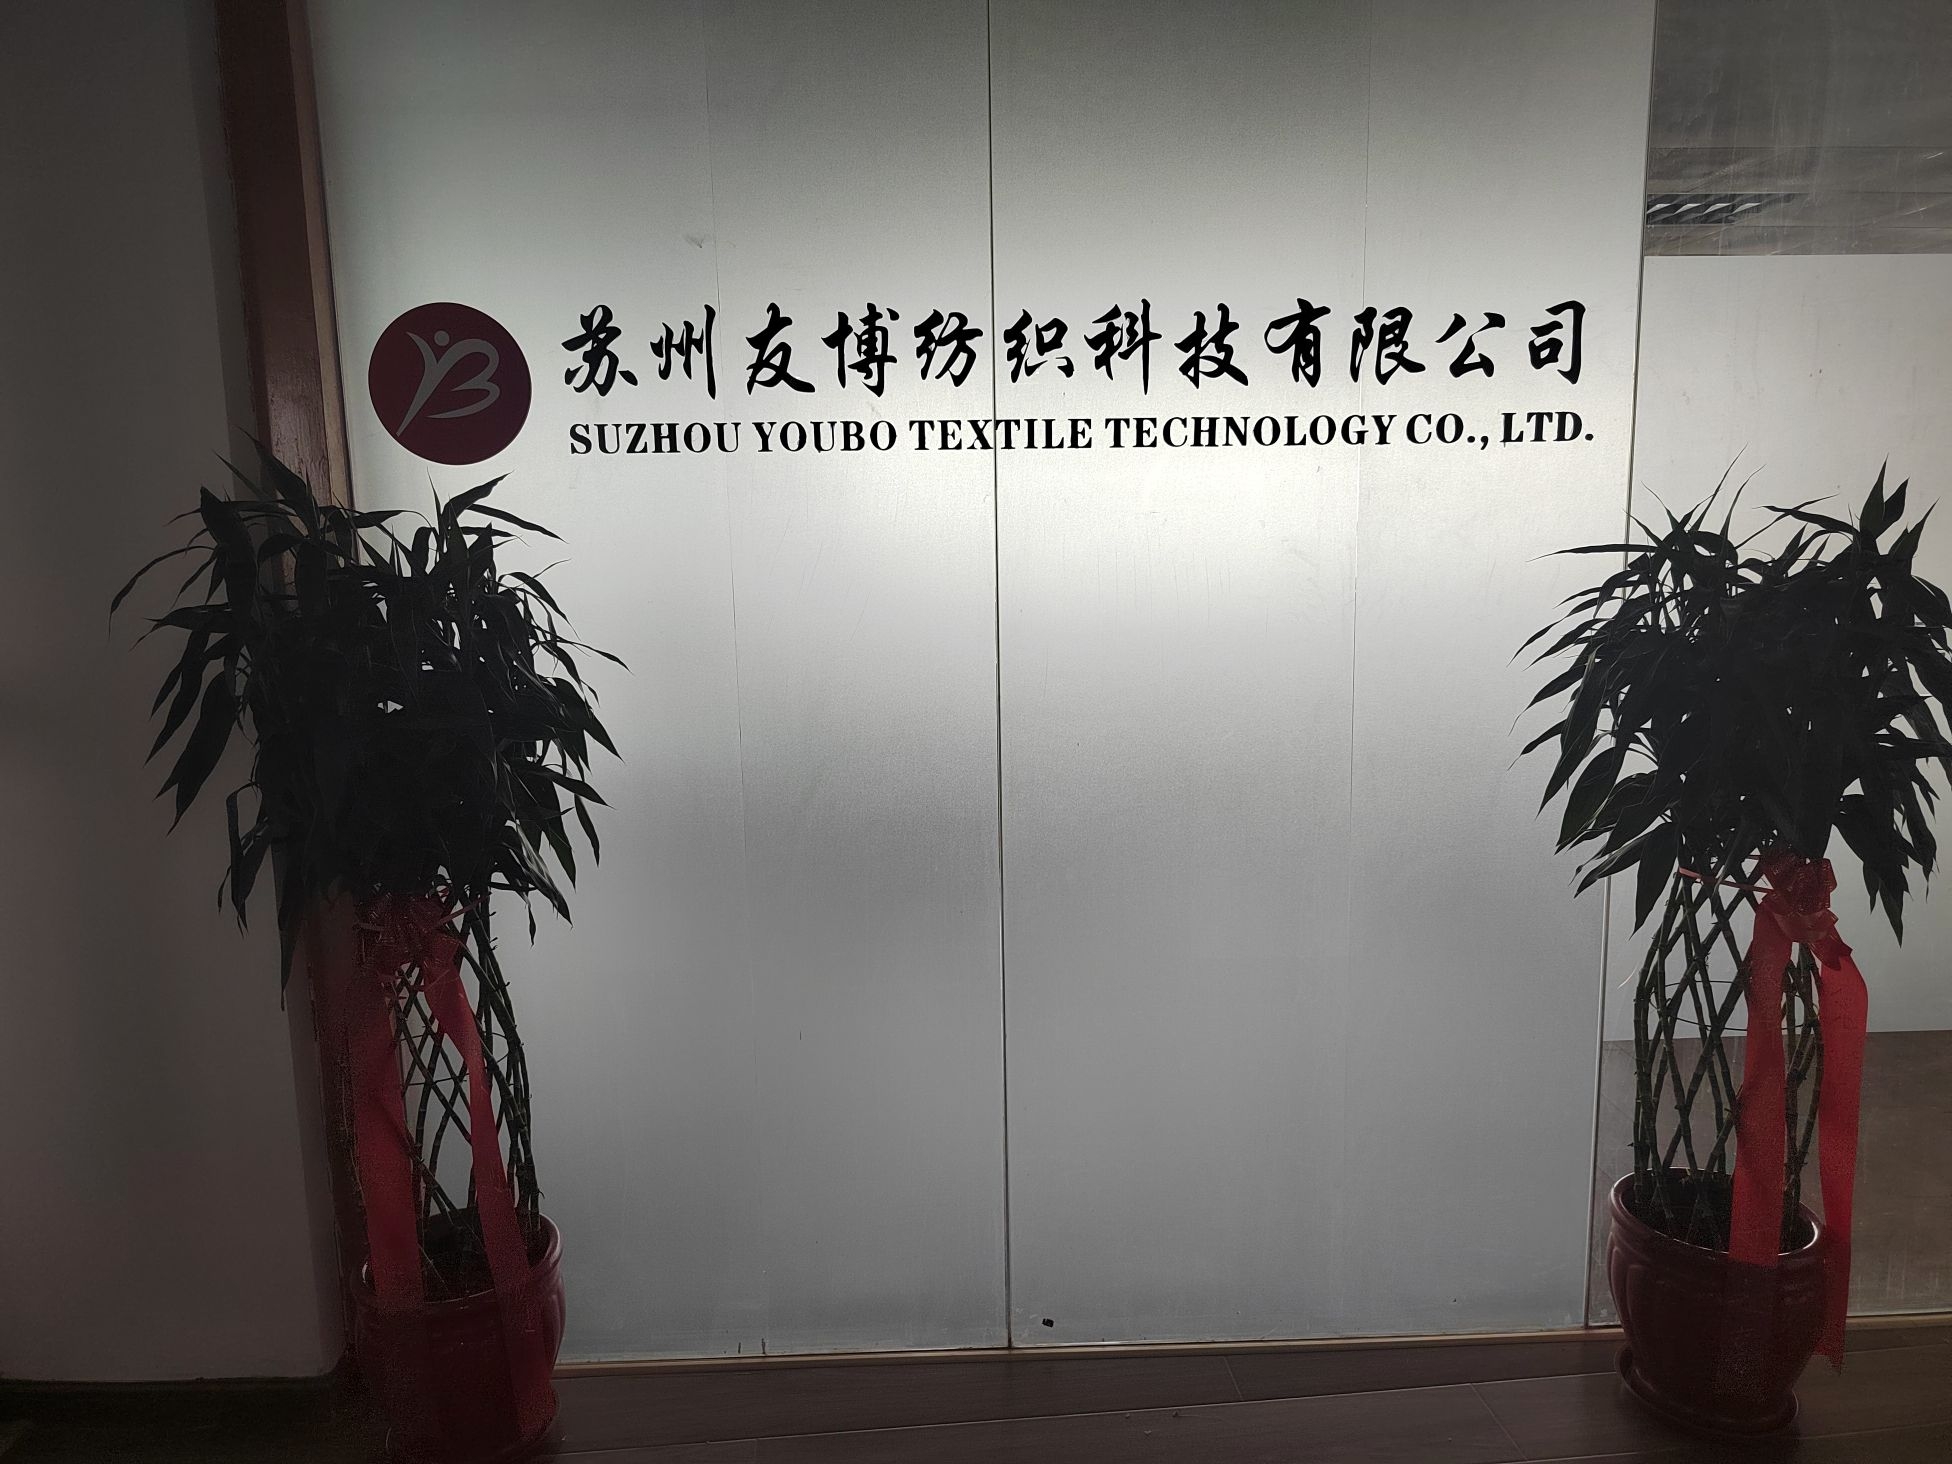 苏州友博纺织科技有限公司
SUZHOU YOUBO TEXTILE TECHNOLOGY CO., LTD.